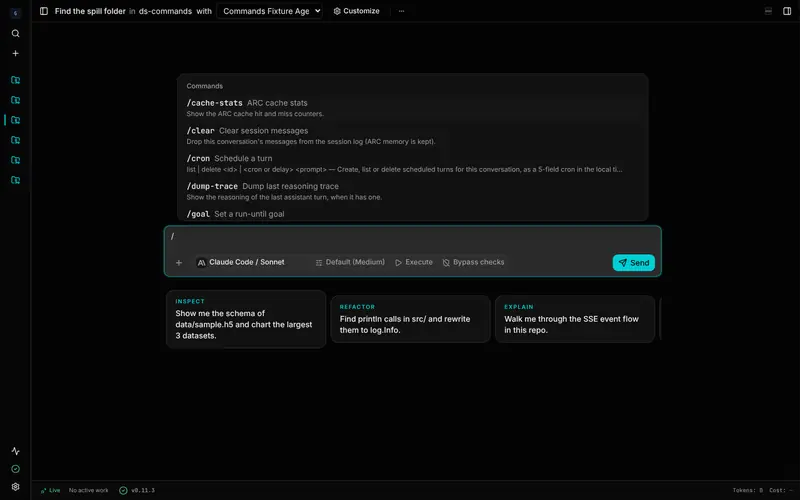 S
Find the spill folder in ds-commands with Commands Fixture Age Customize ...
Commands
/cache-stats ARC cache stats
Show the ARC cache hit and miss counters.
/clear Clear session messages
Drop this conversation's messages from the session log (ARC memory is kept).
/cron Schedule a turn
list | delete <id> | <cron or delay> <prompt> — Create, list or delete scheduled turns for this conversation, as a 5-field cron in the local ti...
/dump-trace Dump last reasoning trace
Show the reasoning of the last assistant turn, when it has one.
/goal Set a run-until goal
/
Claude Code / Sonnet Default (Medium) Execute Bypass checks Send
INSPECT
Show me the schema of
data/sample.h5 and chart the largest
3 datasets.
REFACTOR
Find println calls in src/ and rewrite
them to log.Info.
EXPLAIN
Walk me through the SSE event flow
in this repo.
Live No active work v0.11.3 Tokens: 0 Cost: —